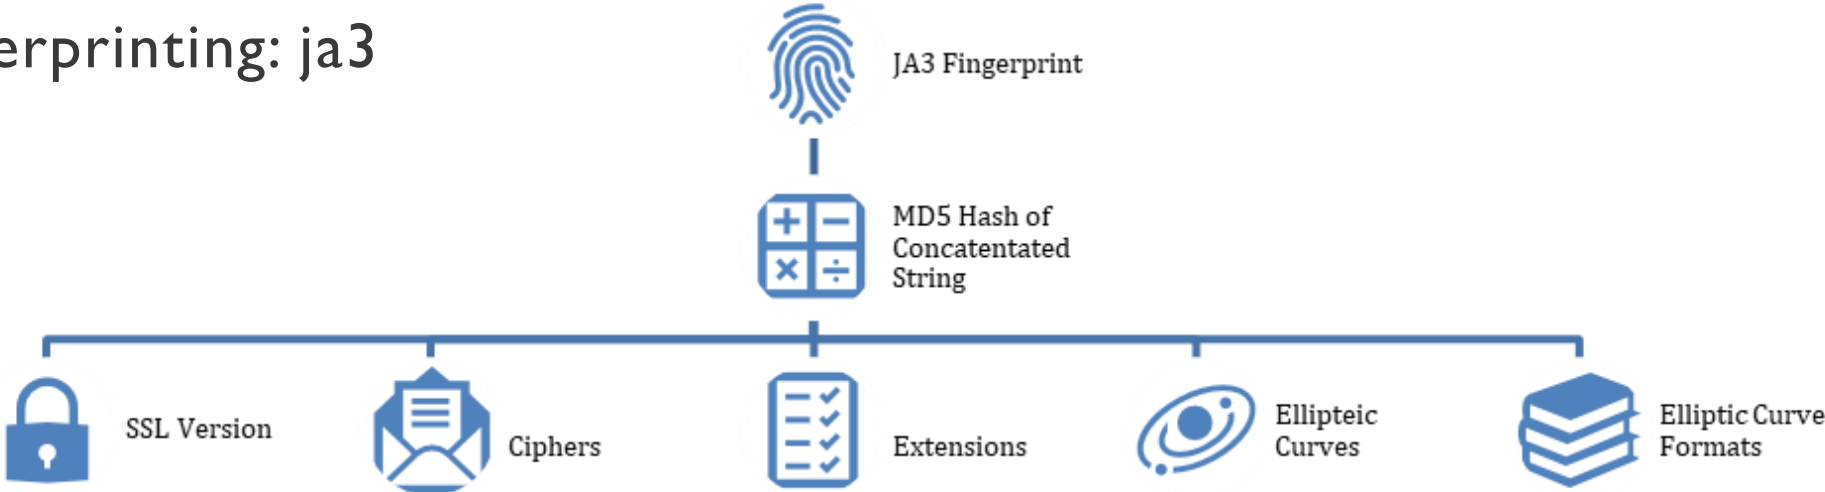 erprinting: ja3
JA3 Fingerprint
MD5 Hash of
Concatentated
String
SSL Version
Ciphers
Extensions
Ellipteic
Curves
Elliptic Curve
Formats